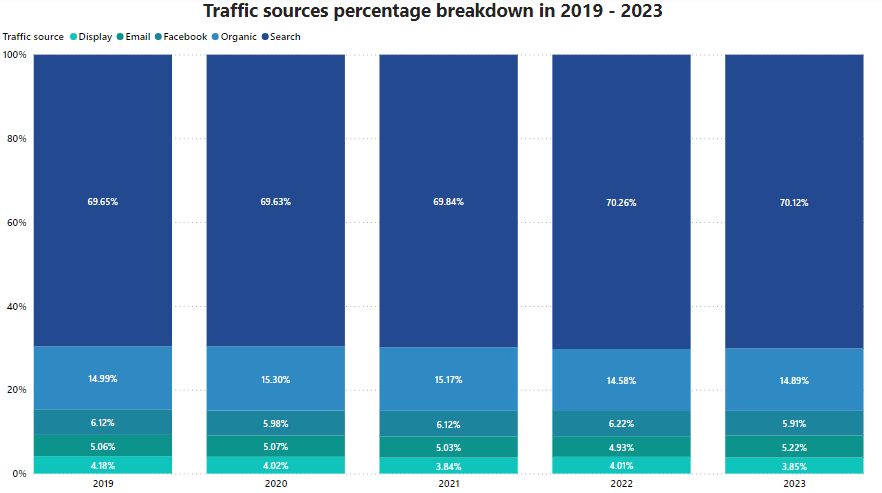 Traffic sources percentage breakdown in 2019 - 2023
Traffic source Display Email Facebook Organic Search
100%
80%
60%
40%
20%
0%
69.65% 69.63% 69.84% 70.26% 70.12%
14.99% 15.30% 15.17% 14.58% 14.89%
6.12% 5.98% 6.12% 6.22% 5.91%
5.06% 5.07% 5.03% 4.93% 5.22%
4.18% 4.02% 3.84% 4.01% 3.85%
2019 2020 2021 2022 2023